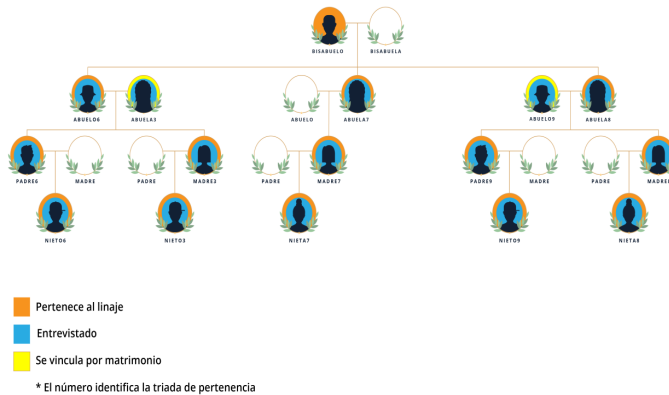 BISABUELO BISABUELA
ABUELO6 ABUELA3 ABUELO ABUELA7 ABUELO9 ABUELA8
PADRE6 MADRE PADRE MADRE3 PADRE MADRE7 PADRE9 MADRE PADRE MADRE8
NIETO6 NIETO3 NIETA7 NIETO9 NIETA8
Pertenece al linaje
Entrevistado
Se vincula por matrimonio
* El número identifica la triada de pertenencia